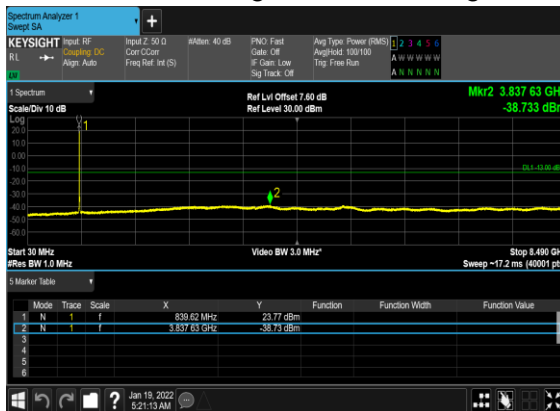 Spectrum Analyzer 1
Swept SA
KEYSIGHT Input: RF Input Z: 50 Ω #Atten: 40 dB PNO: Fast Avg Type: Power (RMS) 1 2 3 4 5 6
RL Coupling: DC Corr CCorr Gate: Off Avg|Hold: 100/100 A W W W W W
Align: Auto Freq Ref: Int (S) IF Gain: Low Trig: Free Run
Sig Track: Off A N N N N N
1 Spectrum Ref Lvl Offset 7.60 dB Mkr2 3.837 63 GH
Scale/Div 10 dB Ref Level 30.00 dBm -38.733 dB
Log
20.0 1
10.0
0.00
-10.0 DL1 -13.00 dB
-20.0
-30.0 2
-40.0
-50.0
-60.0
Start 30 MHz Video BW 3.0 MHz* Stop 8.490 GH
#Res BW 1.0 MHz Sweep ~17.2 ms (40001 pt
5 Marker Table
Mode Trace Scale X Y Function Function Width Function Value
1 N 1 f 839.62 MHz 23.77 dBm
2 N 1 f 3.837 63 GHz -38.73 dBm
3
4
5
6
? Jan 19, 2022
5:21:13 AM